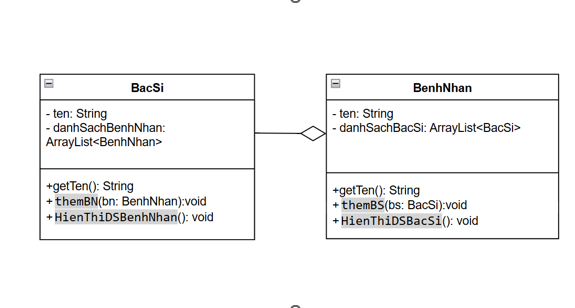 BacSi
- ten: String
- danhSachBenhNhan:
ArrayList<BenhNhan>
+getTen(): String
+ themBN(bn: BenhNhan):void
+ HienThiDSBenhNhan(): void
BenhNhan
- ten: String
- danhSachBacSi: ArrayList<BacSi>
+getTen(): String
+ themBS(bs: BacSi):void
+ HienThiDSBacSi(): void